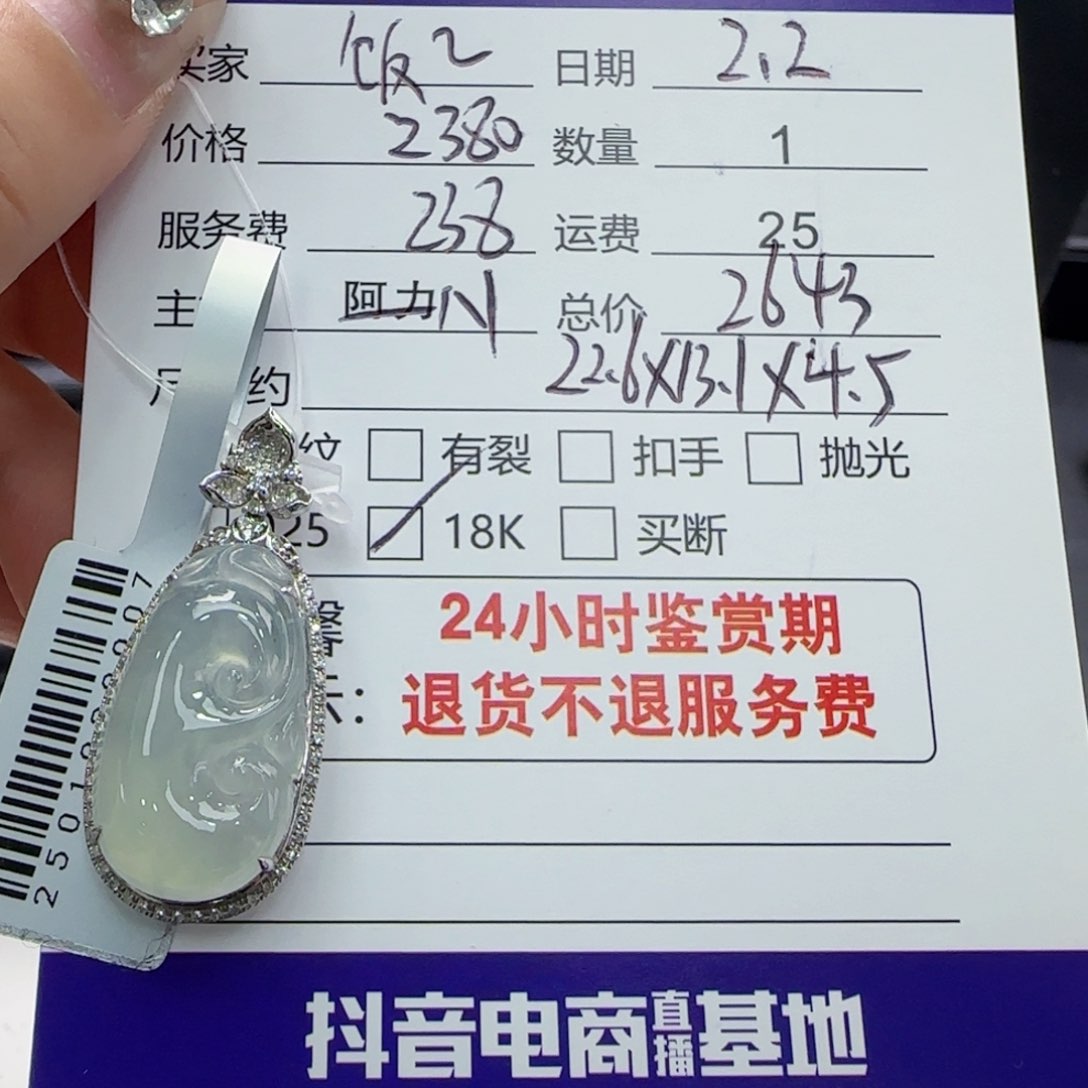 买家 饭2 日期 2.2
价格 2380 数量 1
服务费 238 运费 25
主 阿力 N 总价 2643
约 22.6X13.1X4.5
纹 有裂 扣手 抛光
925 18K 买断
24小时鉴赏期
示： 退货不退服务费
抖音电商直播基地